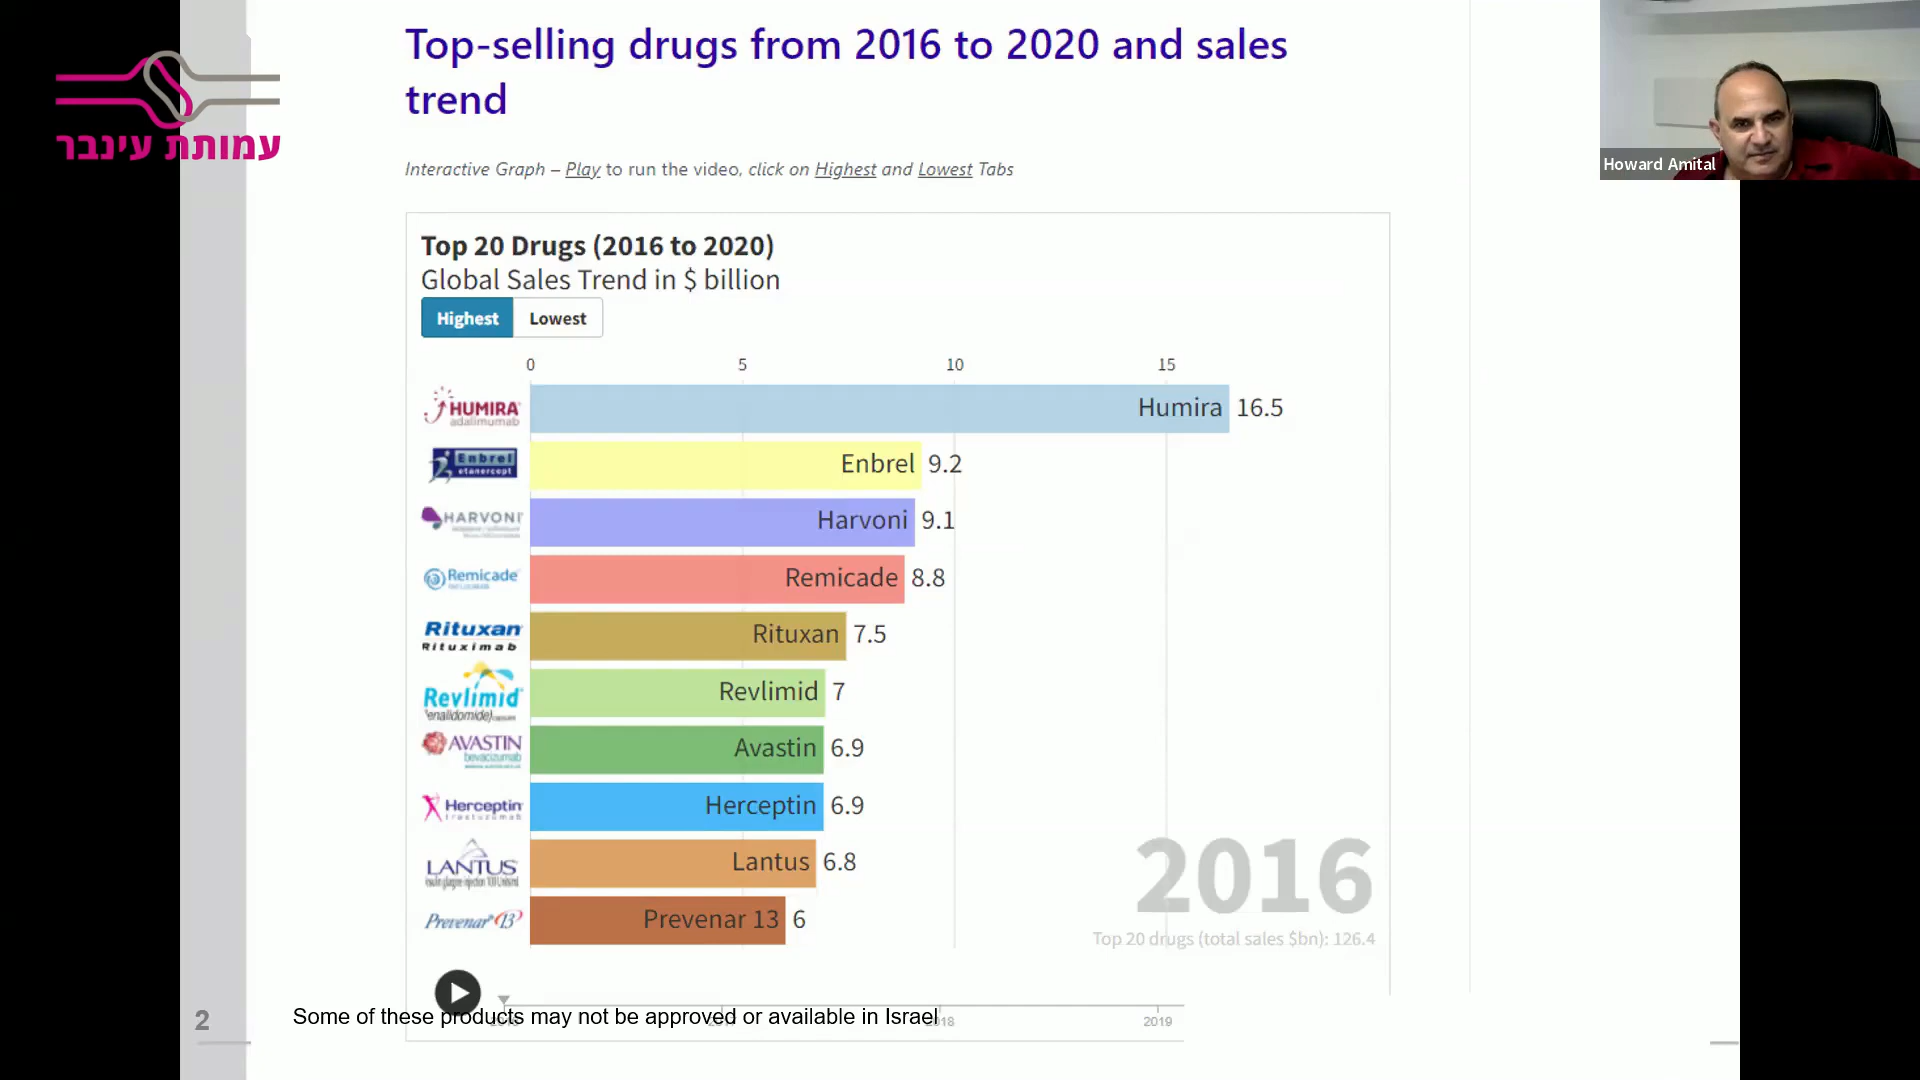 Top-selling drugs from 2016 to 2020 and sales
trend
עמותת עינבר
Howard Amital
Interactive Graph – Play to run the video, click on Highest and Lowest Tabs
Top 20 Drugs (2016 to 2020)
Global Sales Trend in $ billion
Highest Lowest
0 5 10 15
HUMIRA
adalimumab
Humira 16.5
Enbrel
etanercept
Enbrel 9.2
HARVONI
Harvoni 9.1
Remicade
Remicade 8.8
Rituxan
Rituximab
Rituxan 7.5
Revlimid
Revlimid 7
AVASTIN
bevacizumab
Avastin 6.9
Herceptin
trastuzumab
Herceptin 6.9
LANTUS
Lantus 6.8
Prevenar 13
Prevenar 13 6
2016
Top 20 drugs (total sales $bn): 126.4
2 Some of these products may not be approved or available in Israel
2019